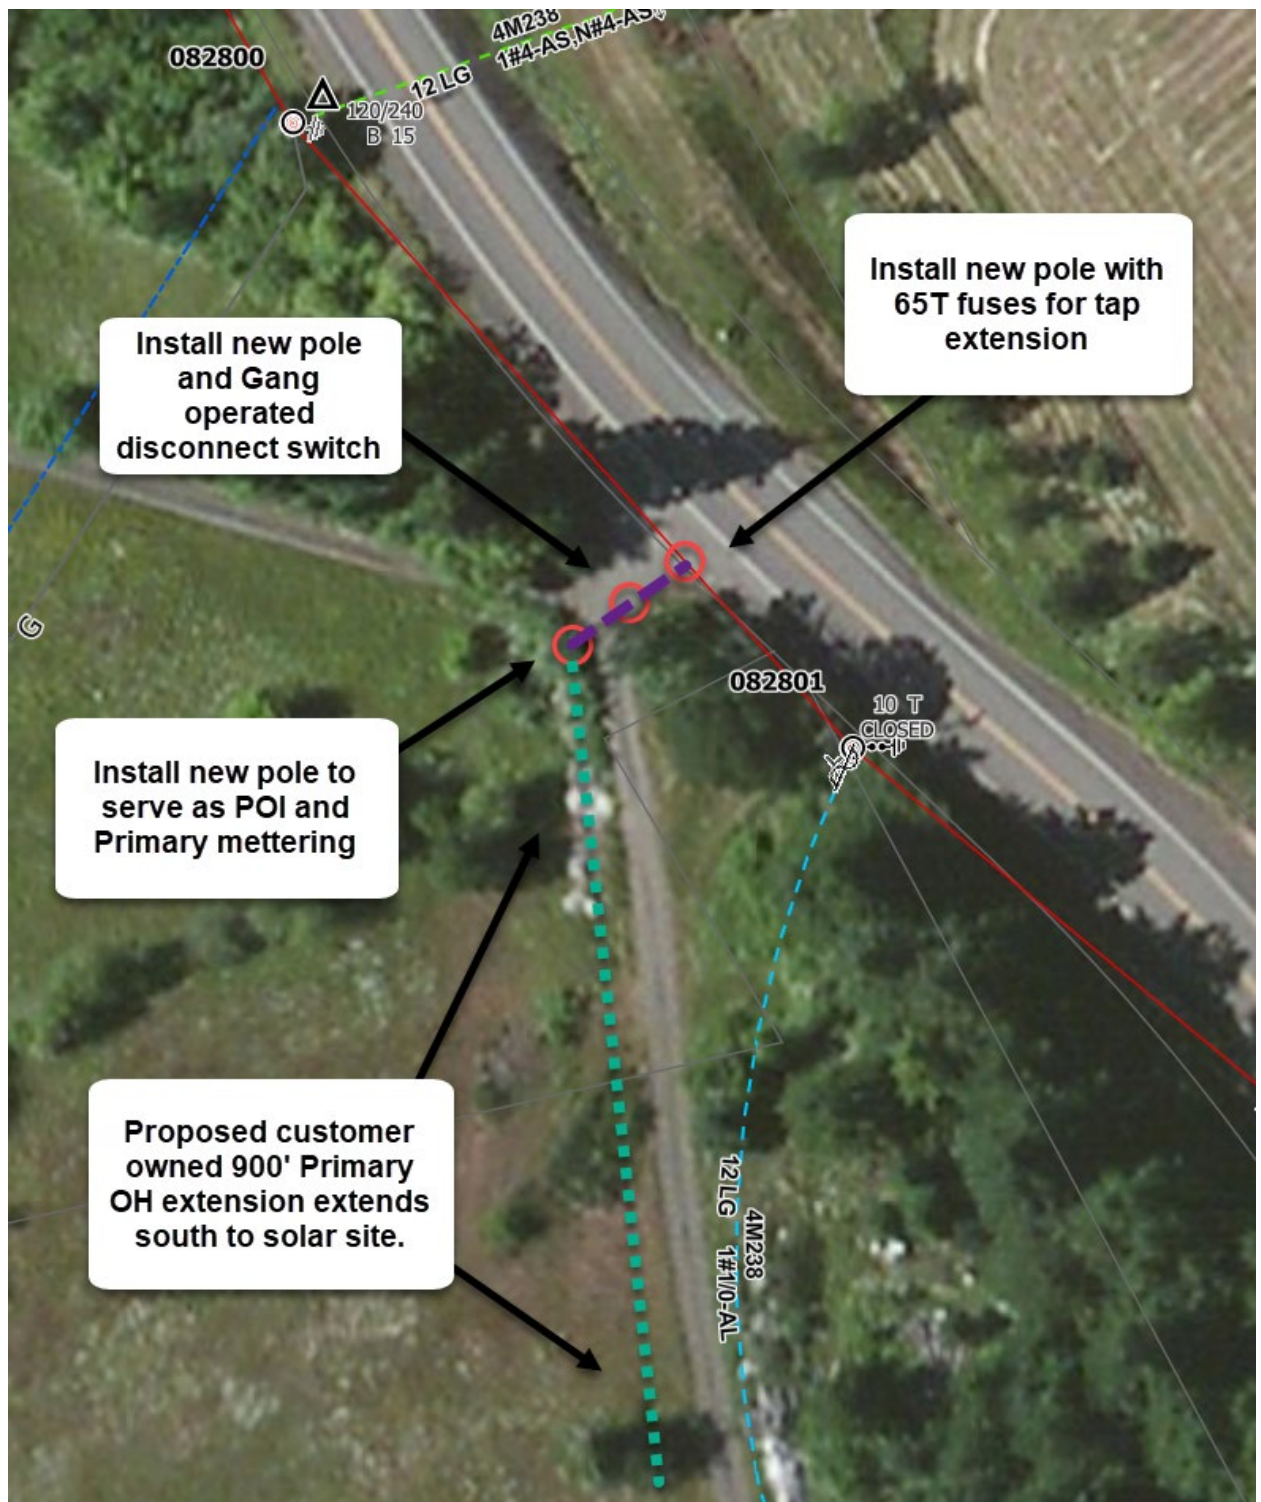 082800
4M238
1#4-AS,N#4-AS
12 LG
120/240
B 15
Install new pole with
65T fuses for tap
extension
Install new pole
and Gang
operated
disconnect switch
G
082801
10 T
CLOSED
Install new pole to
serve as POI and
Primary mettering
Proposed customer
owned 900' Primary
OH extension extends
south to solar site.
4M238
12 LG 1#1/0-AL